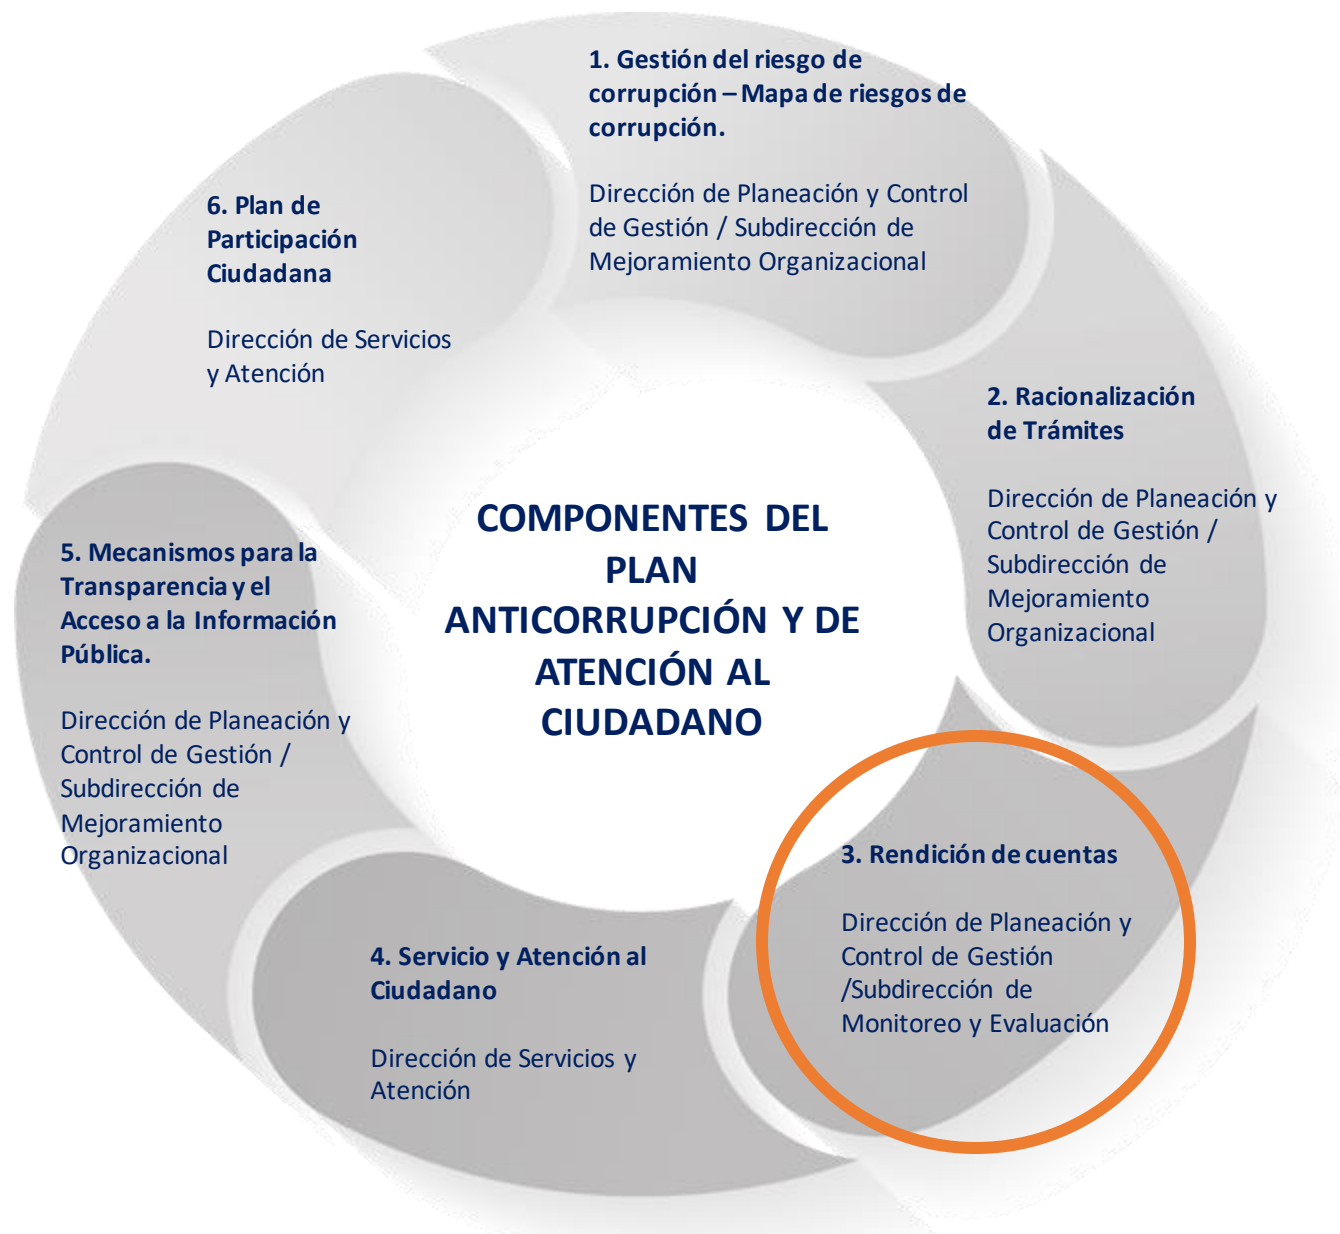 1. Gestión del riesgo de
corrupción – Mapa de riesgos de
corrupción.
Dirección de Planeación y Control
de Gestión / Subdirección de
Mejoramiento Organizacional
2. Racionalización
de Trámites
Dirección de Planeación y
Control de Gestión /
Subdirección de
Mejoramiento
Organizacional
3. Rendición de cuentas
Dirección de Planeación y
Control de Gestión
/Subdirección de
Monitoreo y Evaluación
4. Servicio y Atención al
Ciudadano
Dirección de Servicios y
Atención
5. Mecanismos para la
Transparencia y el
Acceso a la Información
Pública.
Dirección de Planeación y
Control de Gestión /
Subdirección de
Mejoramiento
Organizacional
6. Plan de
Participación
Ciudadana
Dirección de Servicios
y Atención
COMPONENTES DEL
PLAN
ANTICORRUPCIÓN Y DE
ATENCIÓN AL
CIUDADANO